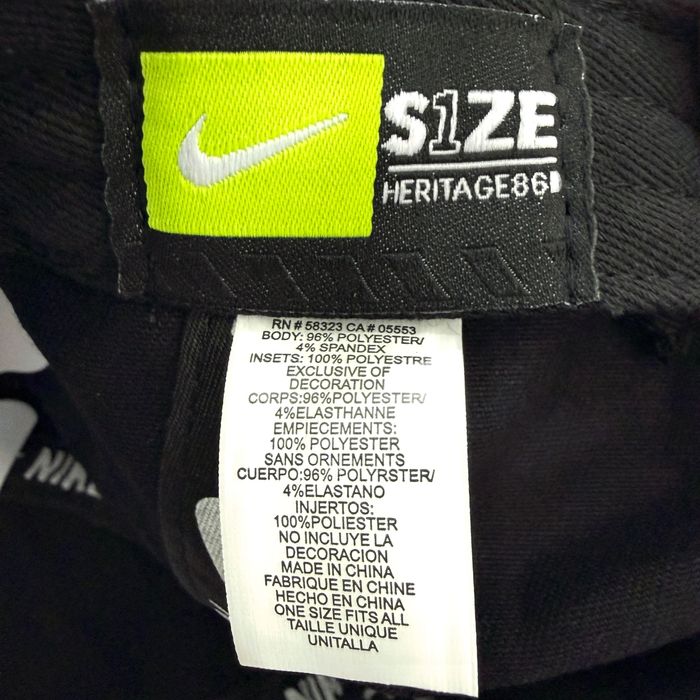 S1ZE
HERITAGE86
RN # 58323 CA # 05553
BODY: 96% POLYESTER/
4% SPANDEX
INSETS: 100% POLYESTRE
EXCLUSIVE OF
DECORATION
CORPS:96%POLYESTER/
4%ELASTHANNE
EMPIECEMENTS:
100% POLYESTER
SANS ORNEMENTS
CUERPO:96% POLYRSTER/
4%ELASTANO
INJERTOS:
100%POLIESTER
NO INCLUYE LA
DECORACION
MADE IN CHINA
FABRIQUE EN CHINE
HECHO EN CHINA
ONE SIZE FITS ALL
TAILLE UNIQUE
UNITALLA
NIKE
NIKE